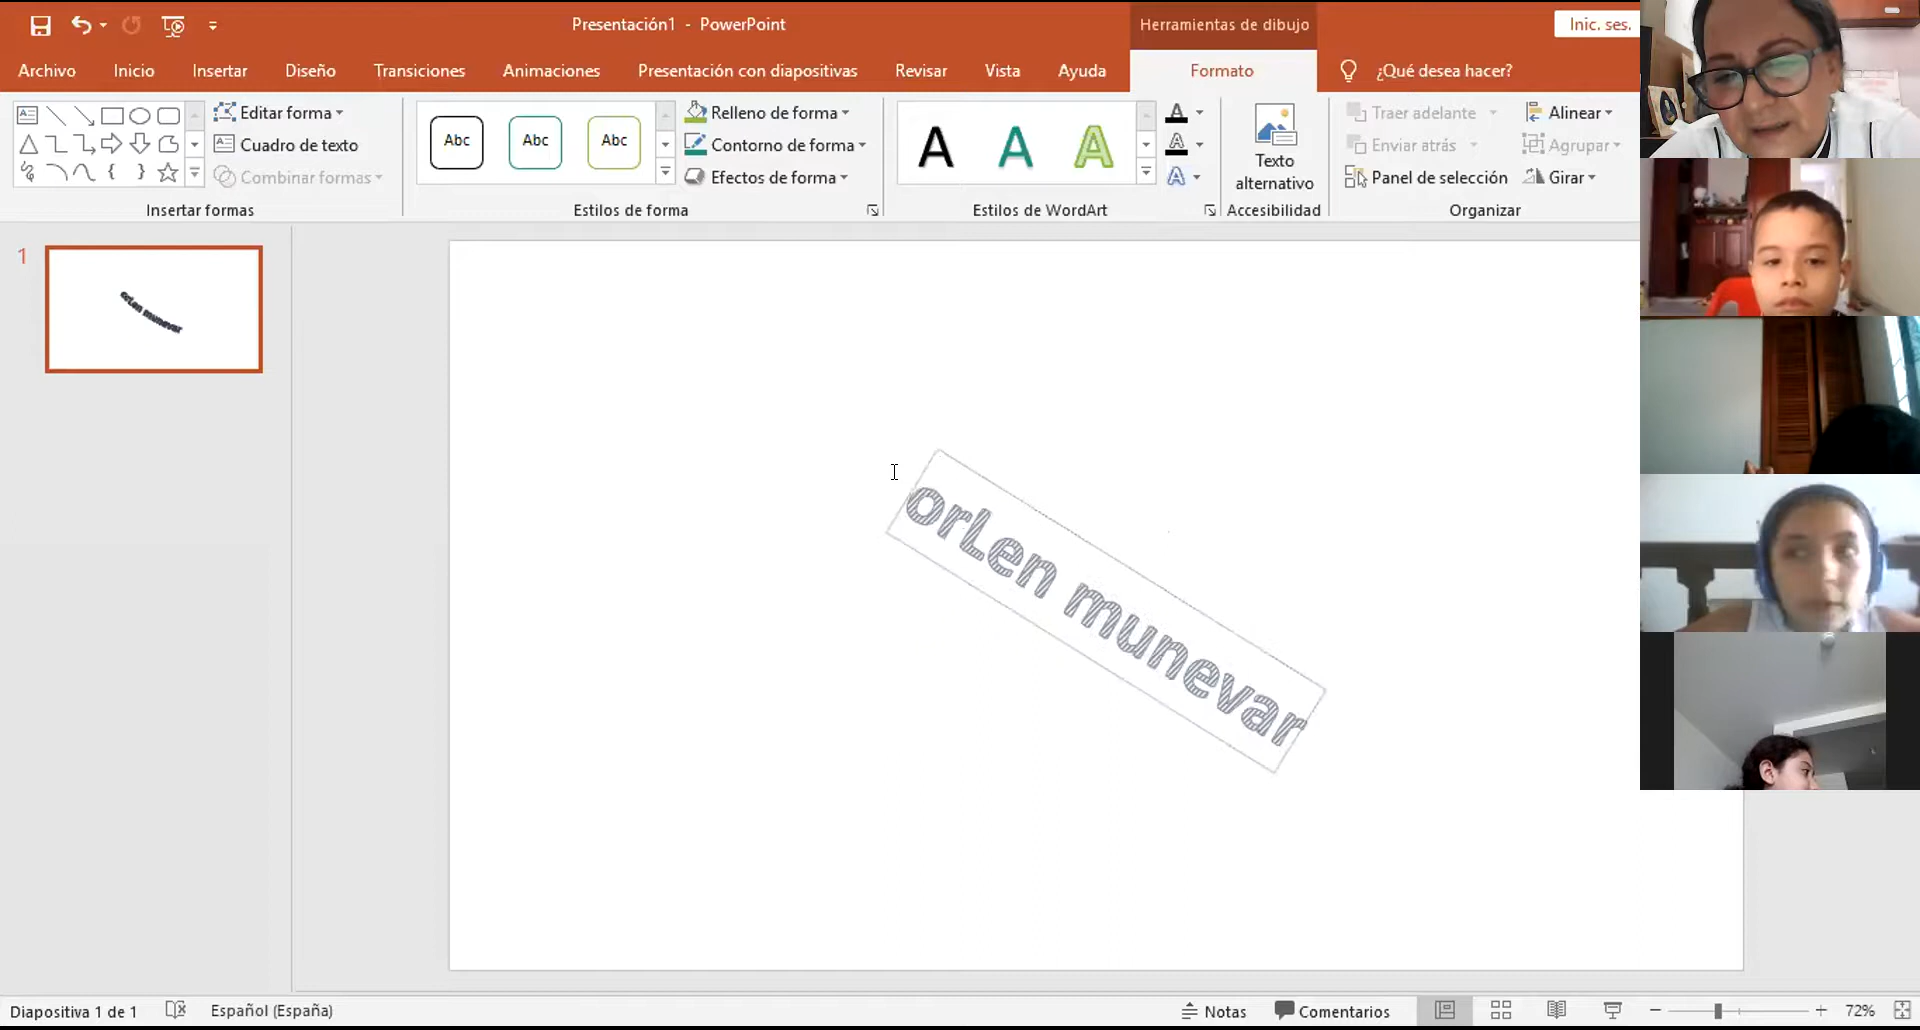 Presentación1 - PowerPoint
Herramientas de dibujo
Inic. ses.
Archivo
Inicio
Insertar
Diseño
Transiciones
Animaciones
Presentación con diapositivas
Revisar
Vista
Ayuda
Formato
¿Qué desea hacer?
Editar forma
Cuadro de texto
Combinar formas
Insertar formas
Abc
Abc
Abc
Relleno de forma
Contorno de forma
Efectos de forma
Estilos de forma
A
A
A
A
A
A
Estilos de WordArt
Texto
alternativo
Accesibilidad
Traer adelante
Enviar atrás
Panel de selección
Alinear
Agrupar
Girar
Organizar
1
orLen munevar
orLen munevar
Diapositiva 1 de 1
Español (España)
Notas
Comentarios
72%